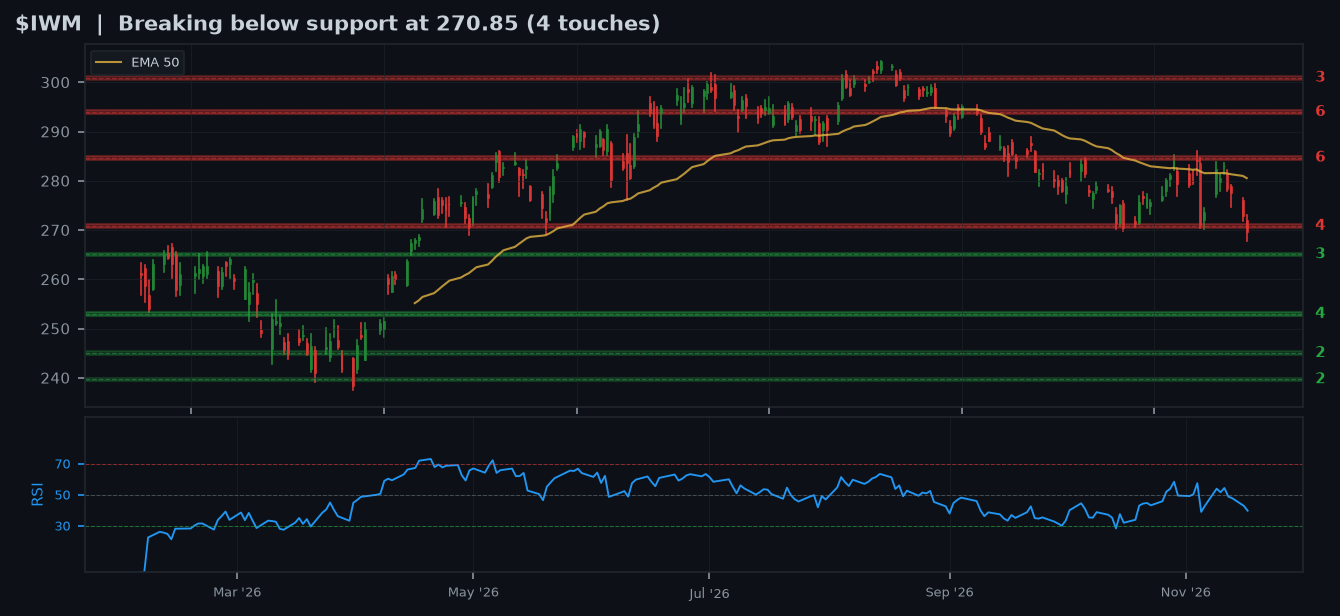 $IWM | Breaking below support at 270.85 (4 touches)
EMA 50
300
290
280
270
260
250
240
3
6
6
4
3
4
2
2
RSI
70
50
30
Mar '26
May '26
Jul '26
Sep '26
Nov '26